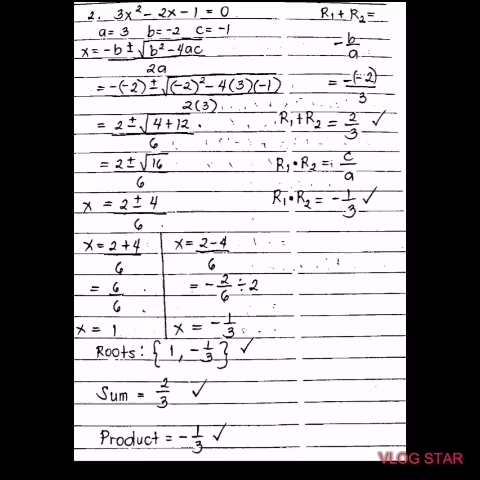 2. 3x² - 2x - 1 = 0
a = 3 b = -2 c = -1
x = -b ± √b² - 4ac
2a
= -(-2) ± √(-2)² - 4(3)(-1)
2(3)
= 2 ± √4 + 12
6
= 2 ± √16
6
x = 2 ± 4
6
x = 2 + 4
6
= 6
6
x = 1
x = 2 - 4
6
= -2/6 ÷ 2
x = -1/3
R₁ + R₂ =
-b/a
= -(-2)/3
R₁ + R₂ = 2/3 ✓
R₁ • R₂ = c/a
R₁ • R₂ = -1/3 ✓
Roots: {1, -1/3} ✓
Sum = 2/3 ✓
Product = -1/3 ✓
VLOG STAR